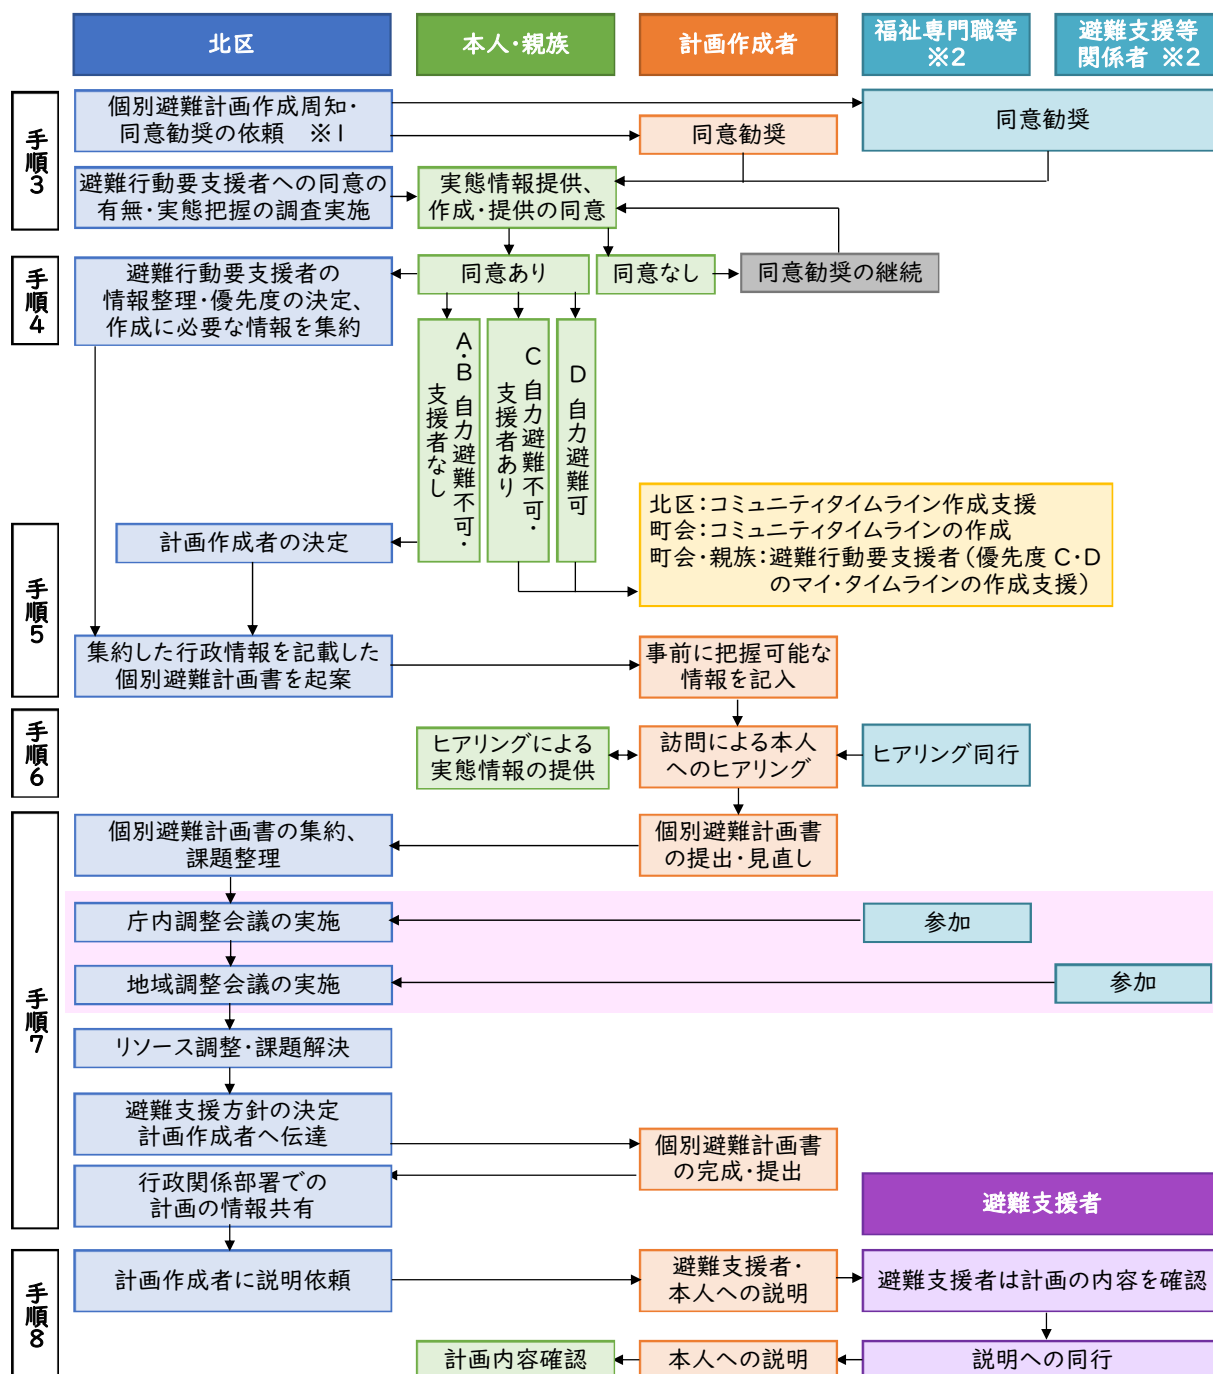 北区
本人・親族
計画作成者
福祉専門職等
※2
避難支援等
関係者 ※2
手順3
個別避難計画作成周知・
同意勧奨の依頼 ※1
同意勧奨
同意勧奨
避難行動要支援者への同意の
有無・実態把握の調査実施
実態情報提供、
作成・提供の同意
手順4
避難行動要支援者の
情報整理・優先度の決定、
作成に必要な情報を集約
同意あり
同意なし
同意勧奨の継続
A・B 自力避難不可・
支援者なし
C 自力避難不可・
支援者あり
D 自力避難可
北区:コミュニティタイムライン作成支援
町会:コミュニティタイムラインの作成
町会・親族:避難行動要支援者(優先度 C・D
のマイ・タイムラインの作成支援)
手順5
計画作成者の決定
集約した行政情報を記載した
個別避難計画書を起案
事前に把握可能な
情報を記入
手順6
ヒアリングによる
実態情報の提供
訪問による本人
へのヒアリング
ヒアリング同行
手順7
個別避難計画書の集約、
課題整理
個別避難計画書
の提出・見直し
庁内調整会議の実施
参加
地域調整会議の実施
参加
リソース調整・課題解決
避難支援方針の決定
計画作成者へ伝達
個別避難計画書
の完成・提出
行政関係部署での
計画の情報共有
避難支援者
手順8
計画作成者に説明依頼
避難支援者・
本人への説明
避難支援者は計画の内容を確認
計画内容確認
本人への説明
説明への同行